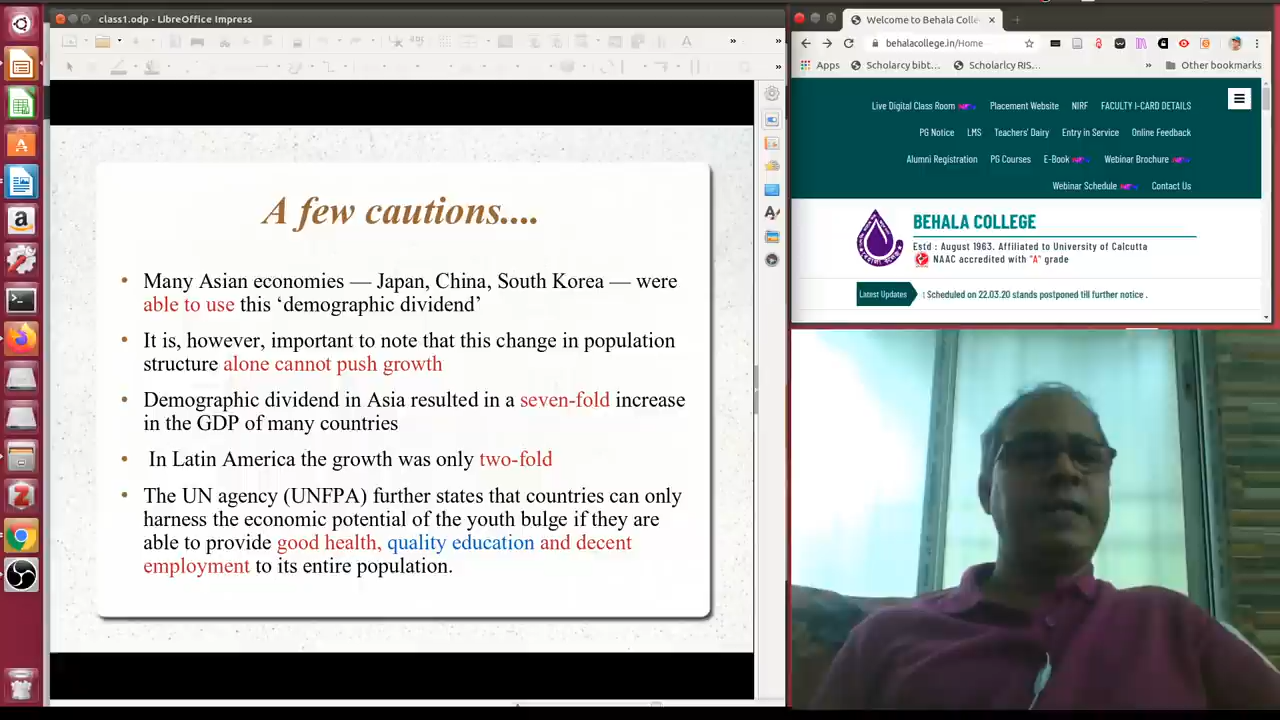 class1.odp - LibreOffice Impress
A few cautions....
Many Asian economies — Japan, China, South Korea — were
able to use this ‘demographic dividend’
It is, however, important to note that this change in population
structure alone cannot push growth
Demographic dividend in Asia resulted in a seven-fold increase
in the GDP of many countries
In Latin America the growth was only two-fold
The UN agency (UNFPA) further states that countries can only
harness the economic potential of the youth bulge if they are
able to provide good health, quality education and decent
employment to its entire population.
Welcome to Behala Colle
behalacollege.in/Home
Apps Scholarcy bibt... Scholarlcy RIS... » Other bookmarks
Live Digital Class Room Placement Website NIRF FACULTY I-CARD DETAILS
PG Notice LMS Teachers' Dairy Entry in Service Online Feedback
Alumni Registration PG Courses E-Book Webinar Brochure
Webinar Schedule Contact Us
BEHALA COLLEGE
Estd : August 1963. Affiliated to University of Calcutta
NAAC accredited with "A" grade
Latest Updates Scheduled on 22.03.20 stands postponed till further notice .